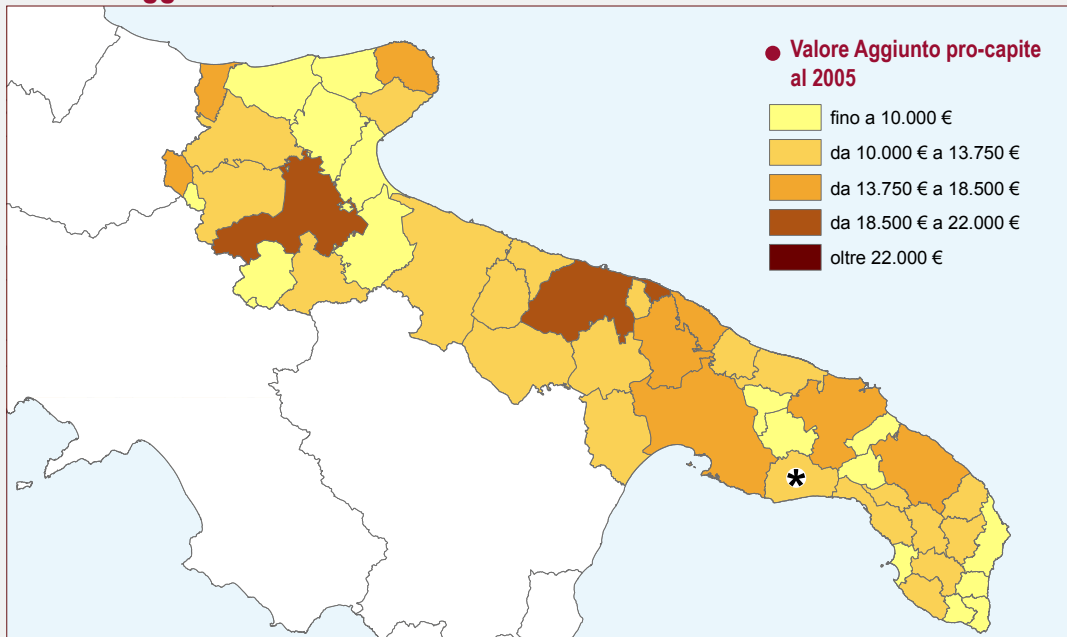 Valore Aggiunto pro-capite
al 2005
fino a 10.000 €
da 10.000 € a 13.750 €
da 13.750 € a 18.500 €
da 18.500 € a 22.000 €
oltre 22.000 €
*